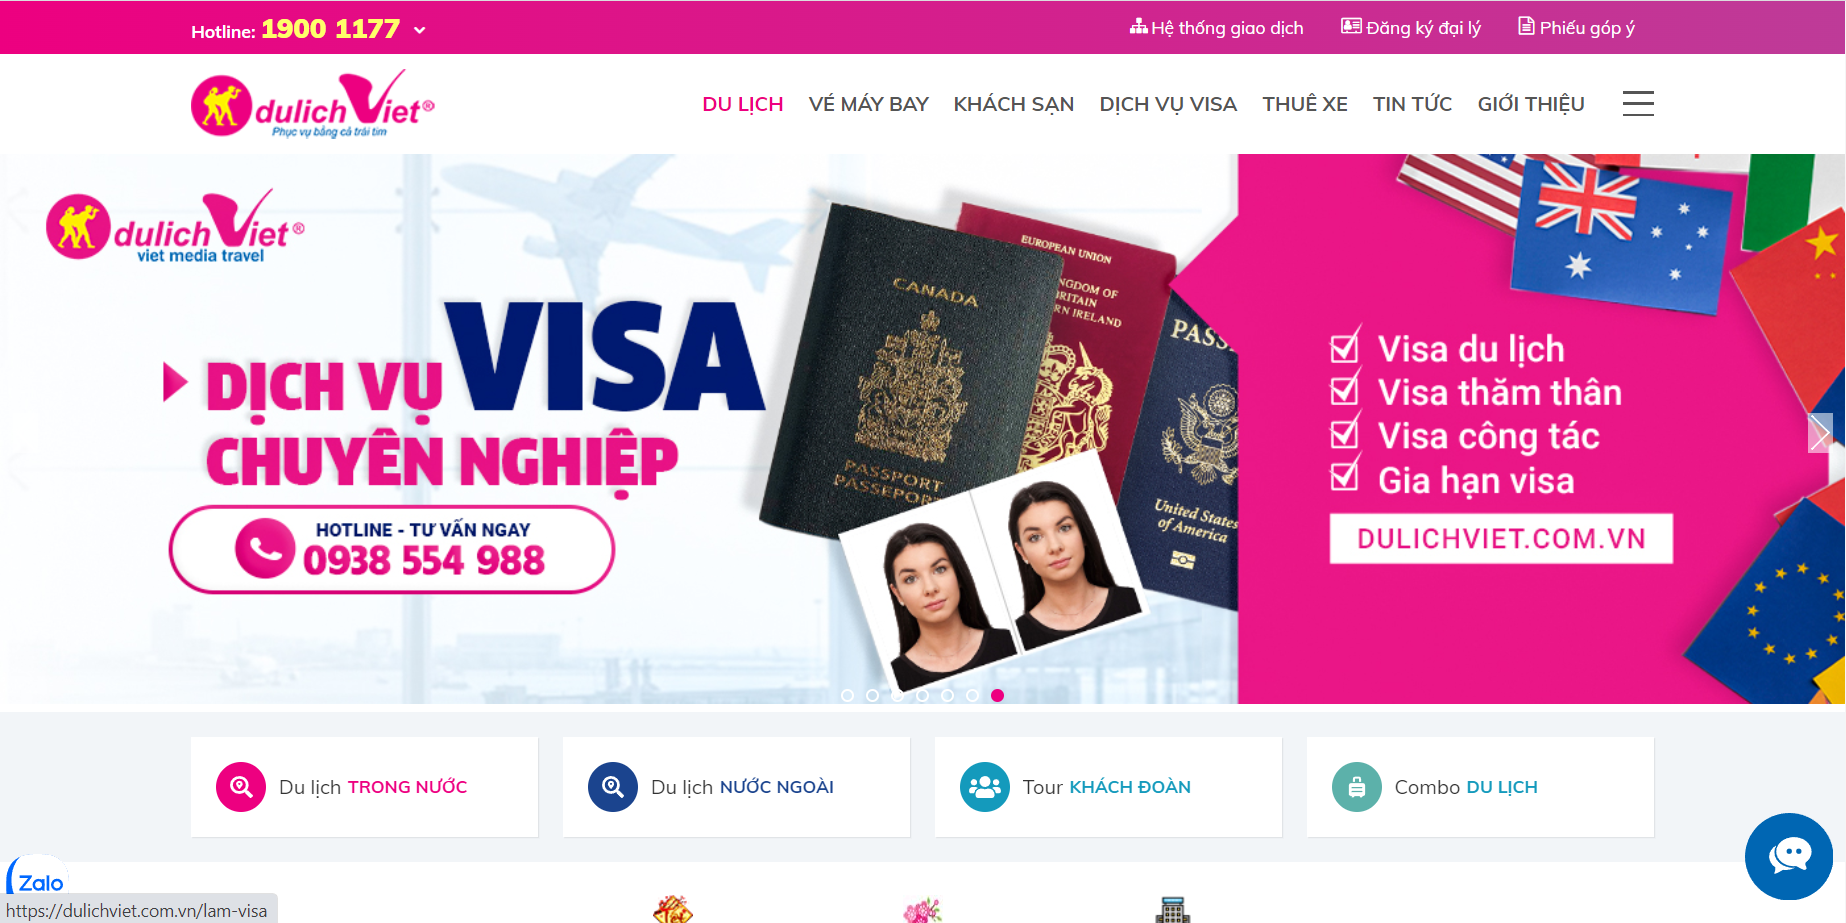 Hotline: 1900 1177
Hệ thống giao dịch
Đăng ký đại lý
Phiếu góp ý
dulichViet®
Phục vụ bằng cả trái tim
DU LỊCH
VÉ MÁY BAY
KHÁCH SẠN
DỊCH VỤ VISA
THUÊ XE
TIN TỨC
GIỚI THIỆU
dulichViet®
viet media travel
DỊCH VỤ VISA
CHUYÊN NGHIỆP
HOTLINE - TƯ VẤN NGAY
0938 554 988
CANADA
PASSPORT
PASSEPORT
EUROPEAN UNION
NGDOM OF
RITAIN
RN IRELAND
PASS
United States
of America
Visa du lịch
Visa thăm thân
Visa công tác
Gia hạn visa
DULICHVIET.COM.VN
Du lịch TRONG NƯỚC
Du lịch NƯỚC NGOÀI
Tour KHÁCH ĐOÀN
Combo DU LỊCH
Zalo
https://dulichviet.com.vn/lam-visa
Tet